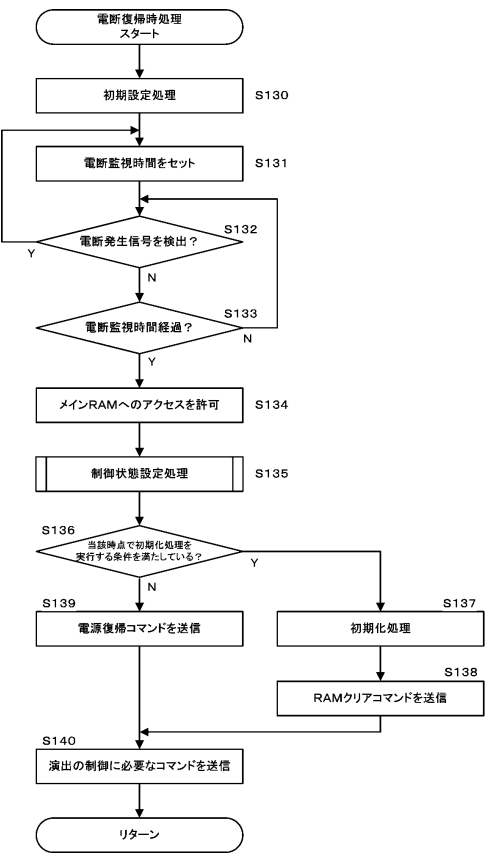 電断復帰時処理
スタート
初期設定処理
S130
電断監視時間をセット
S131
電断発生信号を検出？
S132
Y
N
電断監視時間経過？
S133
N
Y
メインRAMへのアクセスを許可
S134
制御状態設定処理
S135
S136
当該時点で初期化処理を
実行する条件を満たしている？
Y
N
S139
電源復帰コマンドを送信
S137
初期化処理
S138
RAMクリアコマンドを送信
S140
演出の制御に必要なコマンドを送信
リターン